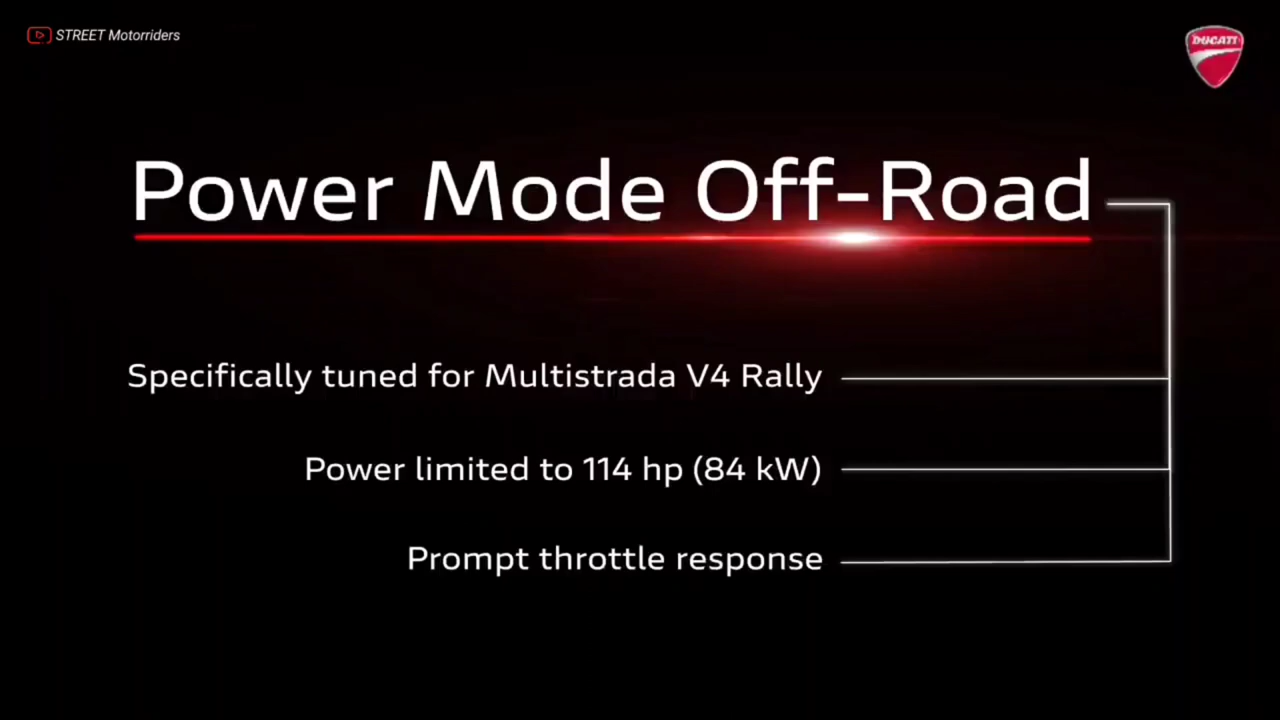 STREET Motorriders
DUCATI
Power Mode Off-Road
Specifically tuned for Multistrada V4 Rally
Power limited to 114 hp (84 kW)
Prompt throttle response